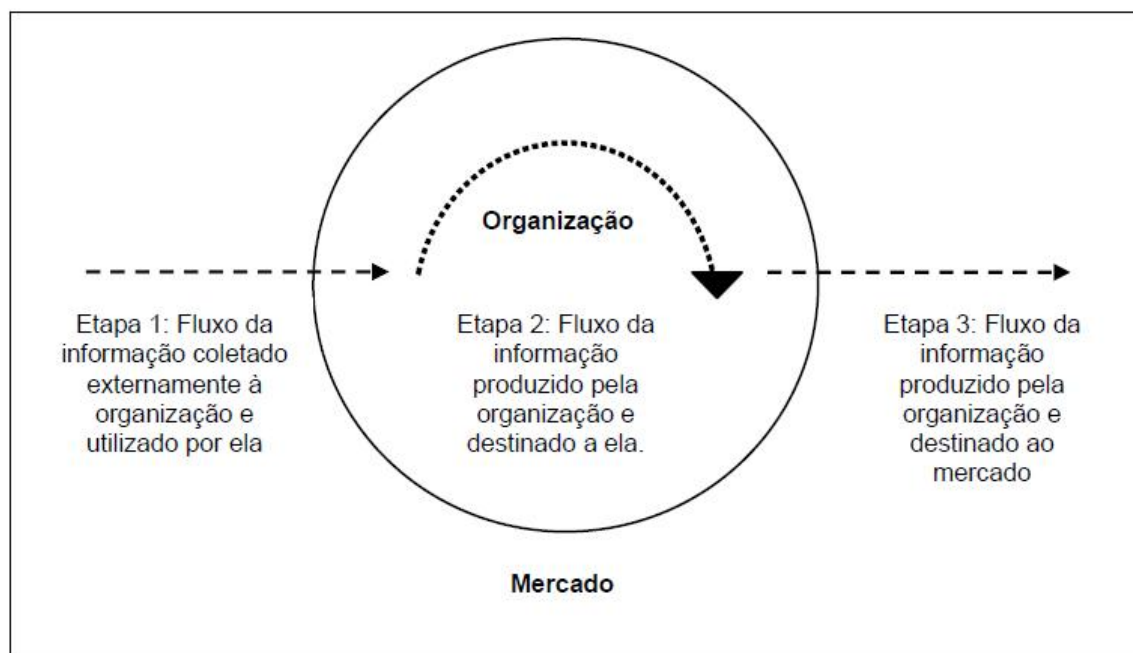 Organização
Etapa 1: Fluxo da
informação coletado
externamente à
organização e
utilizado por ela
Etapa 2: Fluxo da
informação
produzido pela
organização e
destinado a ela.
Etapa 3: Fluxo da
informação
produzido pela
organização e
destinado ao
mercado
Mercado